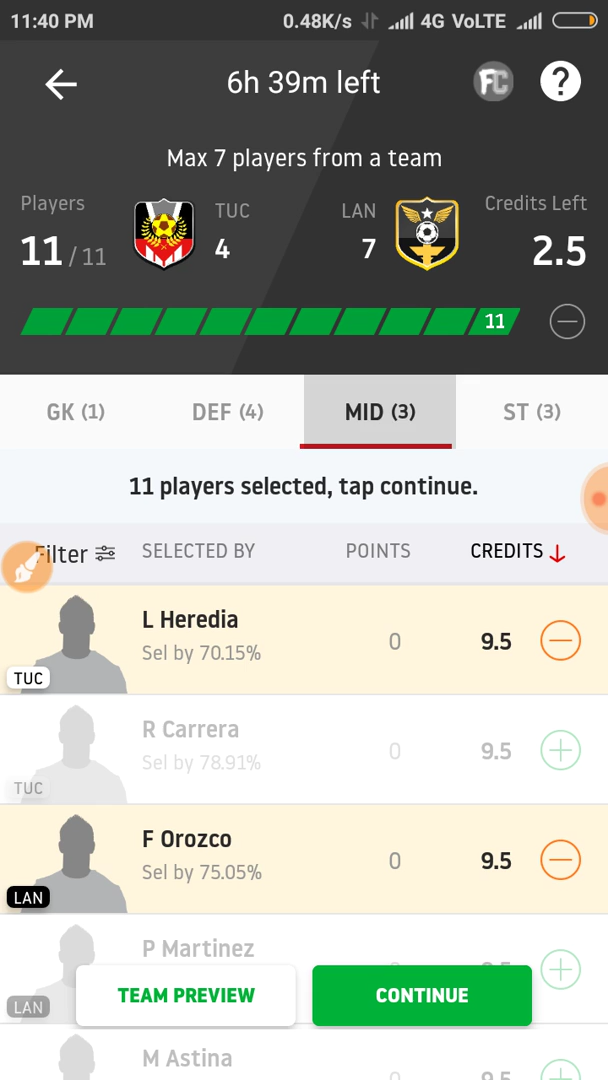 11:40 PM 0.48K/s 4G VoLTE
6h 39m left FC ?
Max 7 players from a team
Players TUC LAN Credits Left
11 / 11 4 7 2.5
11
GK (1) DEF (4) MID (3) ST (3)
11 players selected, tap continue.
Filter SELECTED BY POINTS CREDITS
L Heredia
Sel by 70.15% 0 9.5
TUC
R Carrera
Sel by 78.91% 0 9.5
TUC
F Orozco
Sel by 75.05% 0 9.5
LAN
P Martinez
LAN
TEAM PREVIEW CONTINUE
M Astina